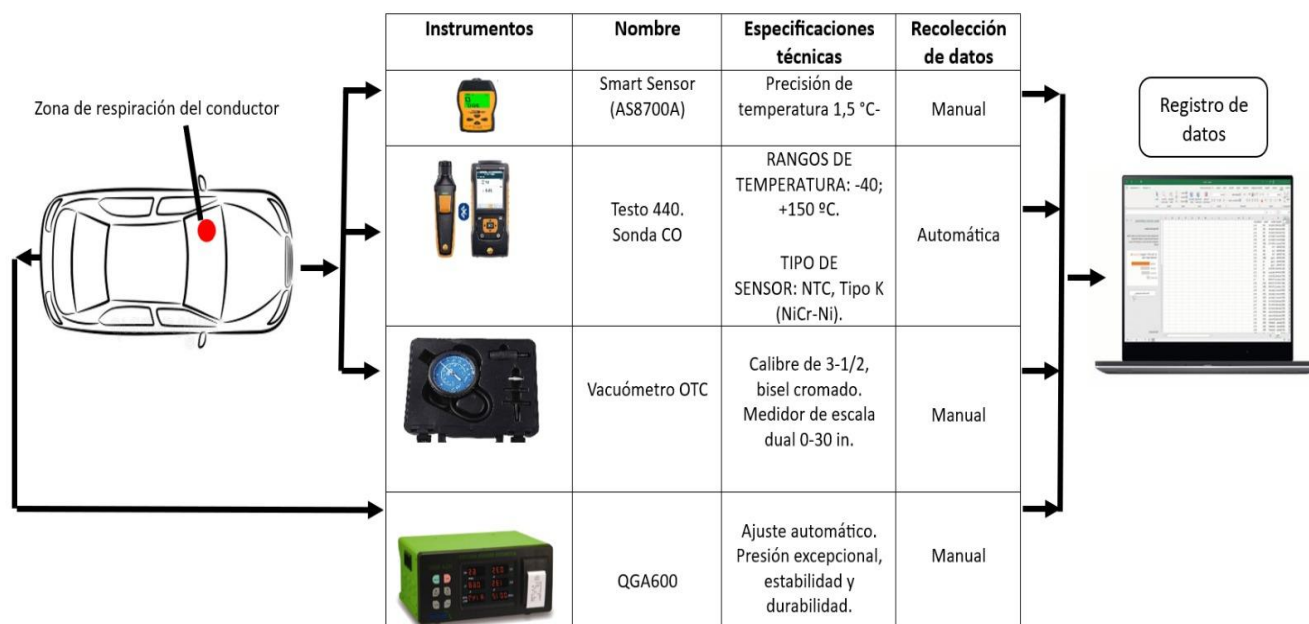 Instrumentos
Nombre
Especificaciones
técnicas
Recolección
de datos
Zona de respiración del conductor
Smart Sensor
(AS8700A)
Precisión de
temperatura 1,5 °C-
Manual
Registro de
datos
Testo 440.
Sonda CO
RANGOS DE
TEMPERATURA: -40;
+150 ºC.
TIPO DE
SENSOR: NTC, Tipo K
(NiCr-Ni).
Automática
Vacuómetro OTC
Calibre de 3-1/2,
bisel cromado.
Medidor de escala
dual 0-30 in.
Manual
QGA600
Ajuste automático.
Presión excepcional,
estabilidad y
durabilidad.
Manual